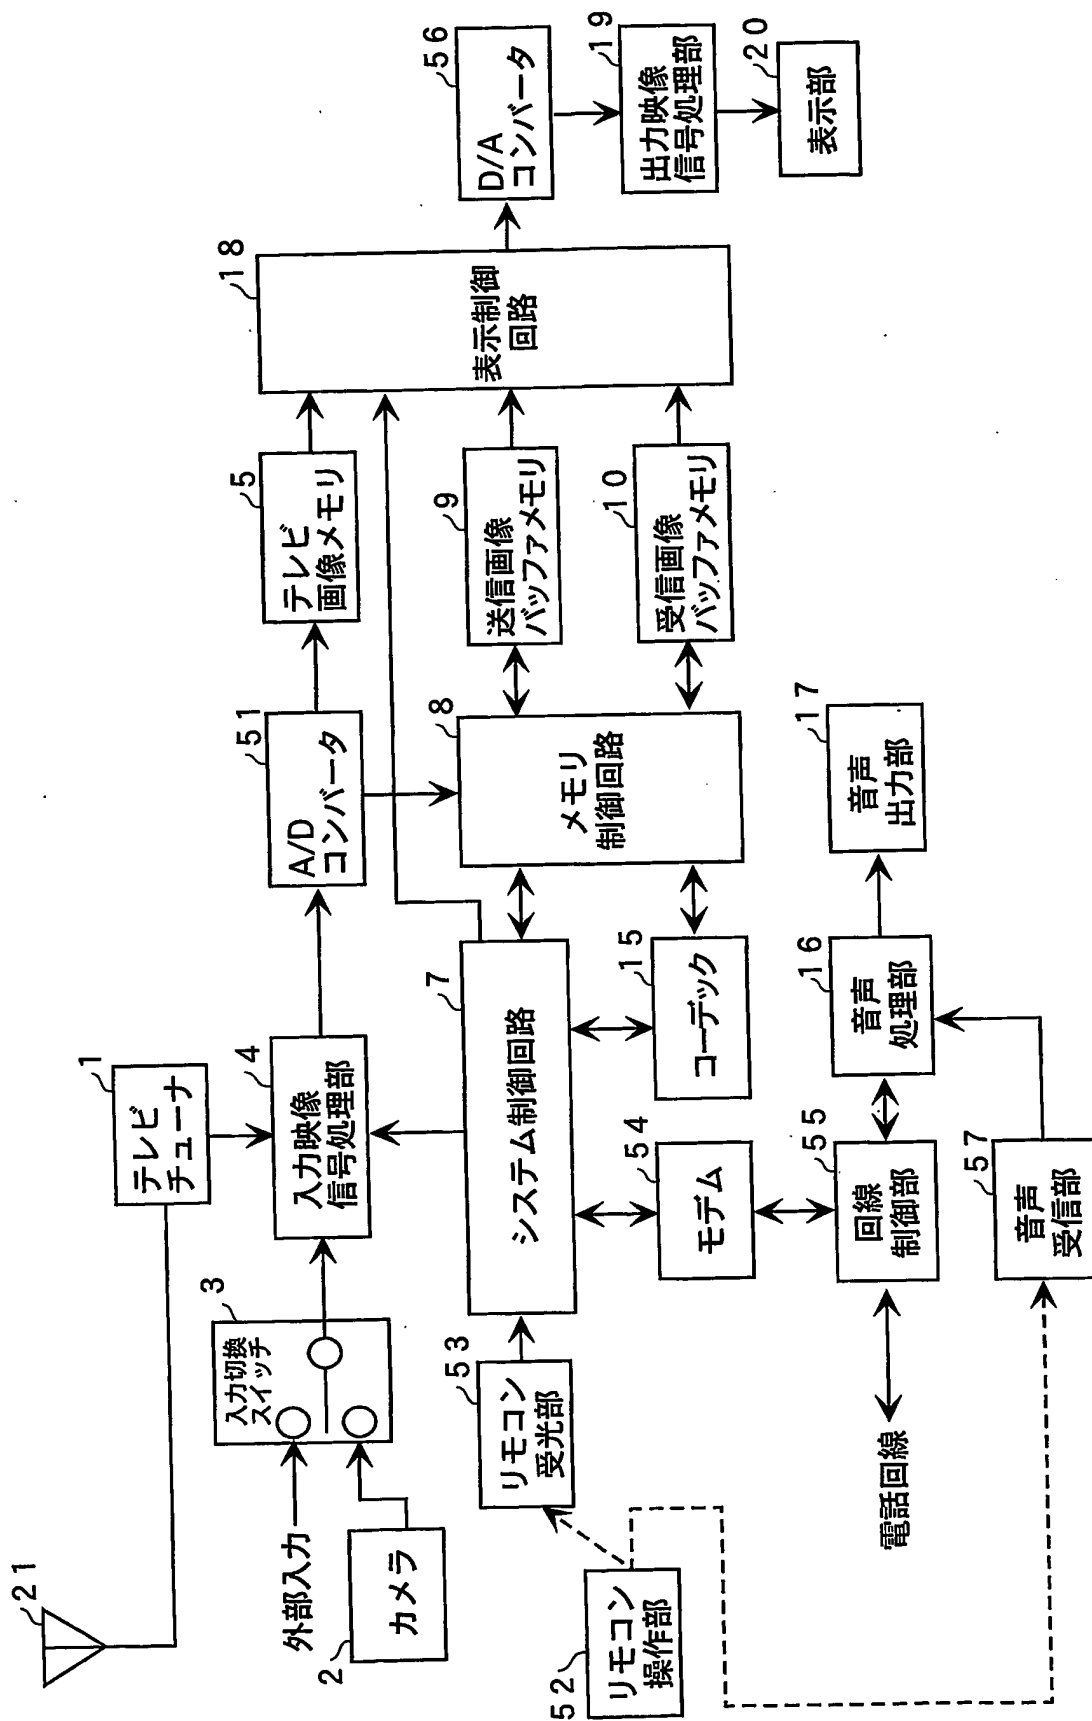 21
1
テレビ
チューナ
外部入力
2
カメラ
3
入力切換
スイッチ
4
入力映像
信号処理部
51
A/D
コンバータ
5
テレビ
画像メモリ
18
表示制御
回路
56
D/A
コンバータ
19
出力映像
信号処理部
20
表示部
52
リモコン
操作部
53
リモコン
受光部
7
システム制御回路
8
メモリ
制御回路
9
送信画像
バッファメモリ
10
受信画像
バッファメモリ
54
モデム
15
コーデック
電話回線
55
回線
制御部
16
音声
処理部
17
音声
出力部
57
音声
受信部